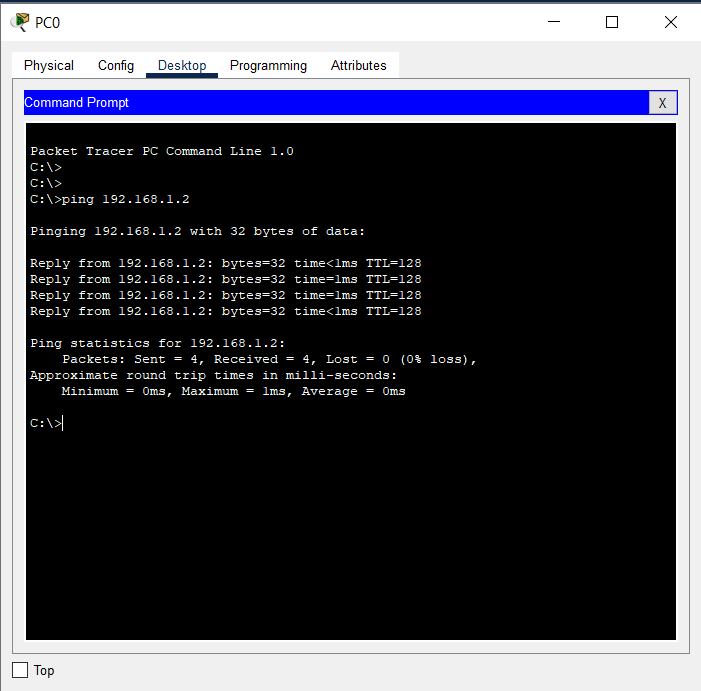 PC0
Physical Config Desktop Programming Attributes
Command Prompt X
Packet Tracer PC Command Line 1.0
C:\>
C:\>
C:\>ping 192.168.1.2
Pinging 192.168.1.2 with 32 bytes of data:
Reply from 192.168.1.2: bytes=32 time<1ms TTL=128
Reply from 192.168.1.2: bytes=32 time=1ms TTL=128
Reply from 192.168.1.2: bytes=32 time=1ms TTL=128
Reply from 192.168.1.2: bytes=32 time<1ms TTL=128
Ping statistics for 192.168.1.2:
Packets: Sent = 4, Received = 4, Lost = 0 (0% loss),
Approximate round trip times in milli-seconds:
Minimum = 0ms, Maximum = 1ms, Average = 0ms
C:\>
Top